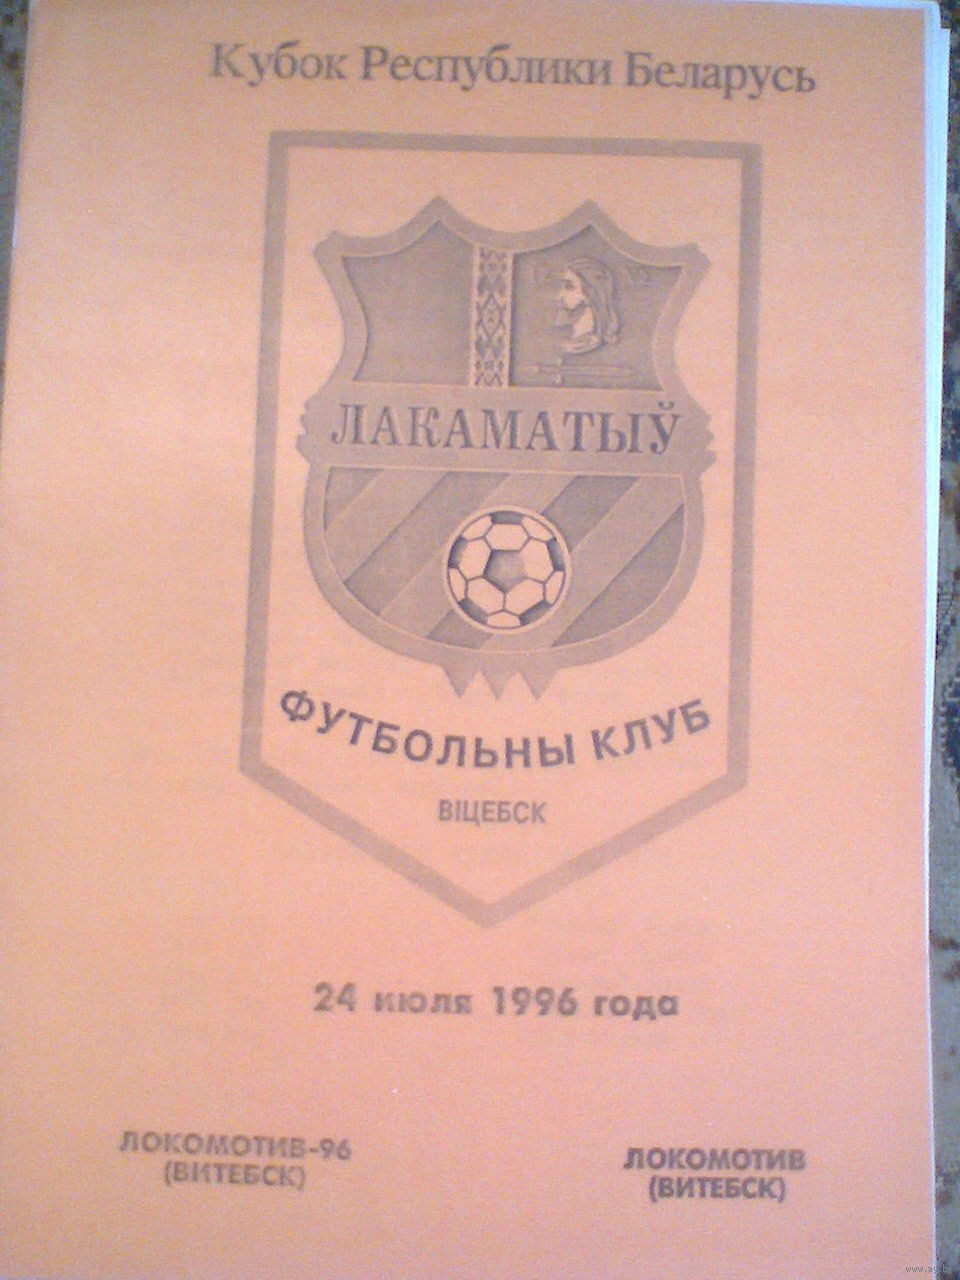 Кубок Республики Беларусь
ЛАКАМАТЫЎ
ФУТБОЛЬНЫ КЛУБ
ВІЦЕБСК
24 июля 1996 года
ЛОКОМОТИВ-96
(ВИТЕБСК)
ЛОКОМОТИВ
(ВИТЕБСК)